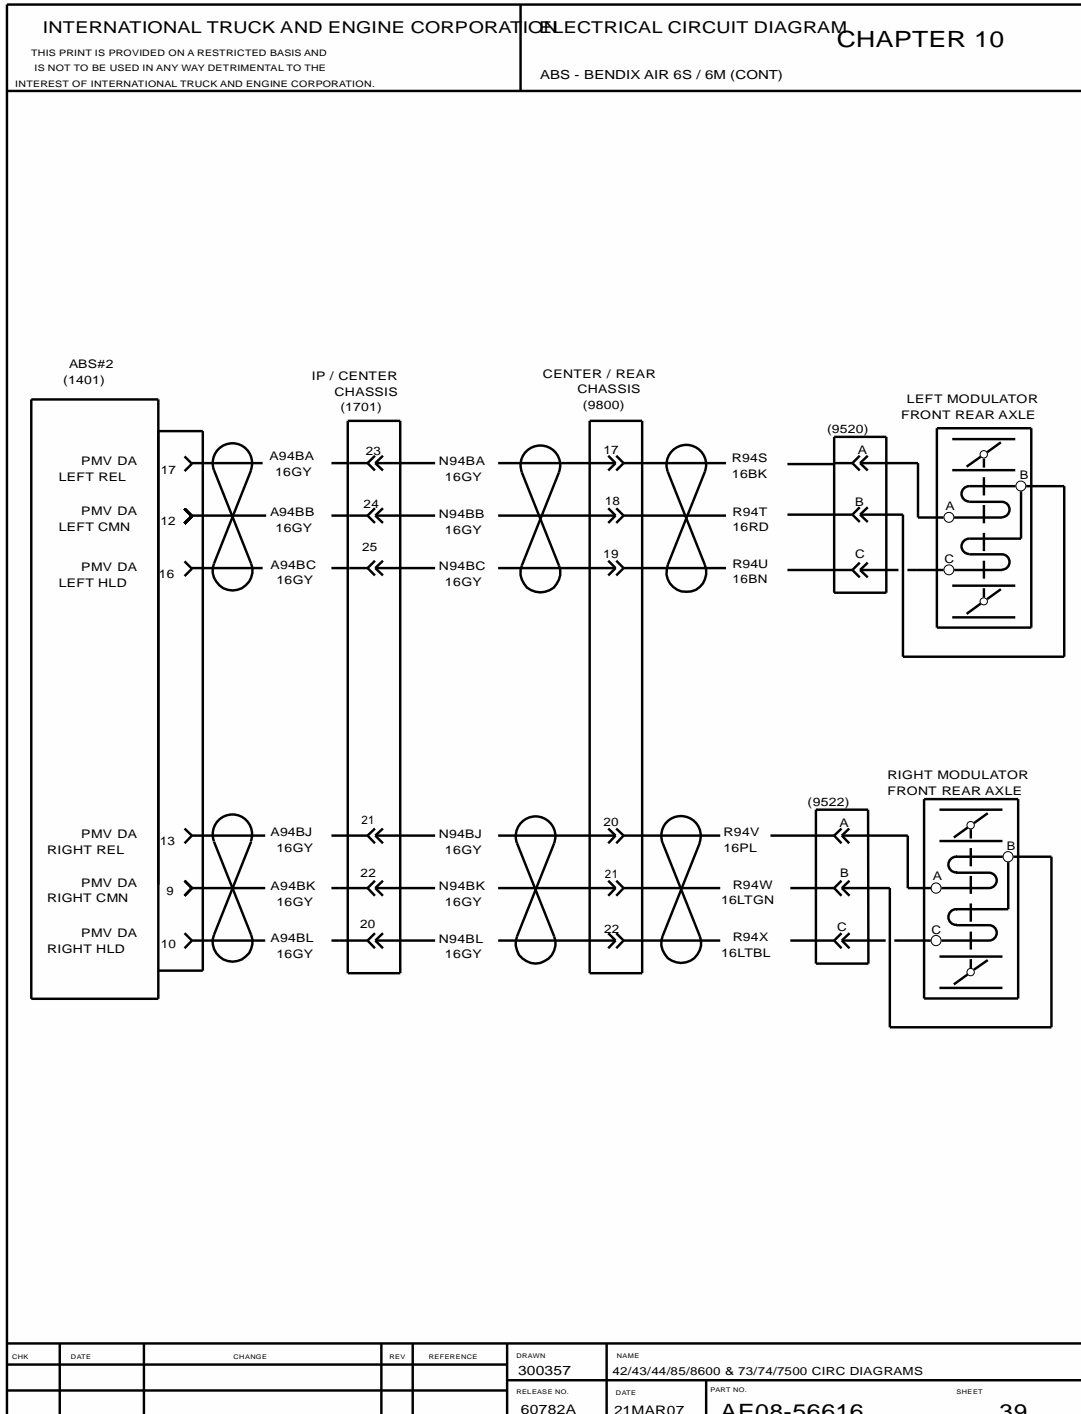 INTERNATIONAL TRUCK AND ENGINE CORPORATION
ELECTRICAL CIRCUIT DIAGRAM
CHAPTER 10
THIS PRINT IS PROVIDED ON A RESTRICTED BASIS AND
IS NOT TO BE USED IN ANY WAY DETRIMENTAL TO THE
INTEREST OF INTERNATIONAL TRUCK AND ENGINE CORPORATION.
ABS - BENDIX AIR 6S / 6M (CONT)
ABS#2
(1401)
IP / CENTER
CHASSIS
(1701)
CENTER / REAR
CHASSIS
(9800)
LEFT MODULATOR
FRONT REAR AXLE
(9520)
PMV DA
LEFT REL
17
A94BA
16GY
23
N94BA
16GY
17
R94S
16BK
A
B
PMV DA
LEFT CMN
12
A94BB
16GY
24
N94BB
16GY
18
R94T
16RD
B
A
PMV DA
LEFT HLD
16
A94BC
16GY
25
N94BC
16GY
19
R94U
16BN
C
C
RIGHT MODULATOR
FRONT REAR AXLE
(9522)
PMV DA
RIGHT REL
13
A94BJ
16GY
21
N94BJ
16GY
20
R94V
16PL
A
B
PMV DA
RIGHT CMN
9
A94BK
16GY
22
N94BK
16GY
21
R94W
16LTGN
B
A
PMV DA
RIGHT HLD
10
A94BL
16GY
20
N94BL
16GY
22
R94X
16LTBL
C
C
CHK DATE CHANGE REV REFERENCE
DRAWN
300357
NAME
42/43/44/85/8600 & 73/74/7500 CIRC DIAGRAMS
RELEASE NO.
60782A
DATE
21MAR07
PART NO.
AE08-56616
SHEET
39